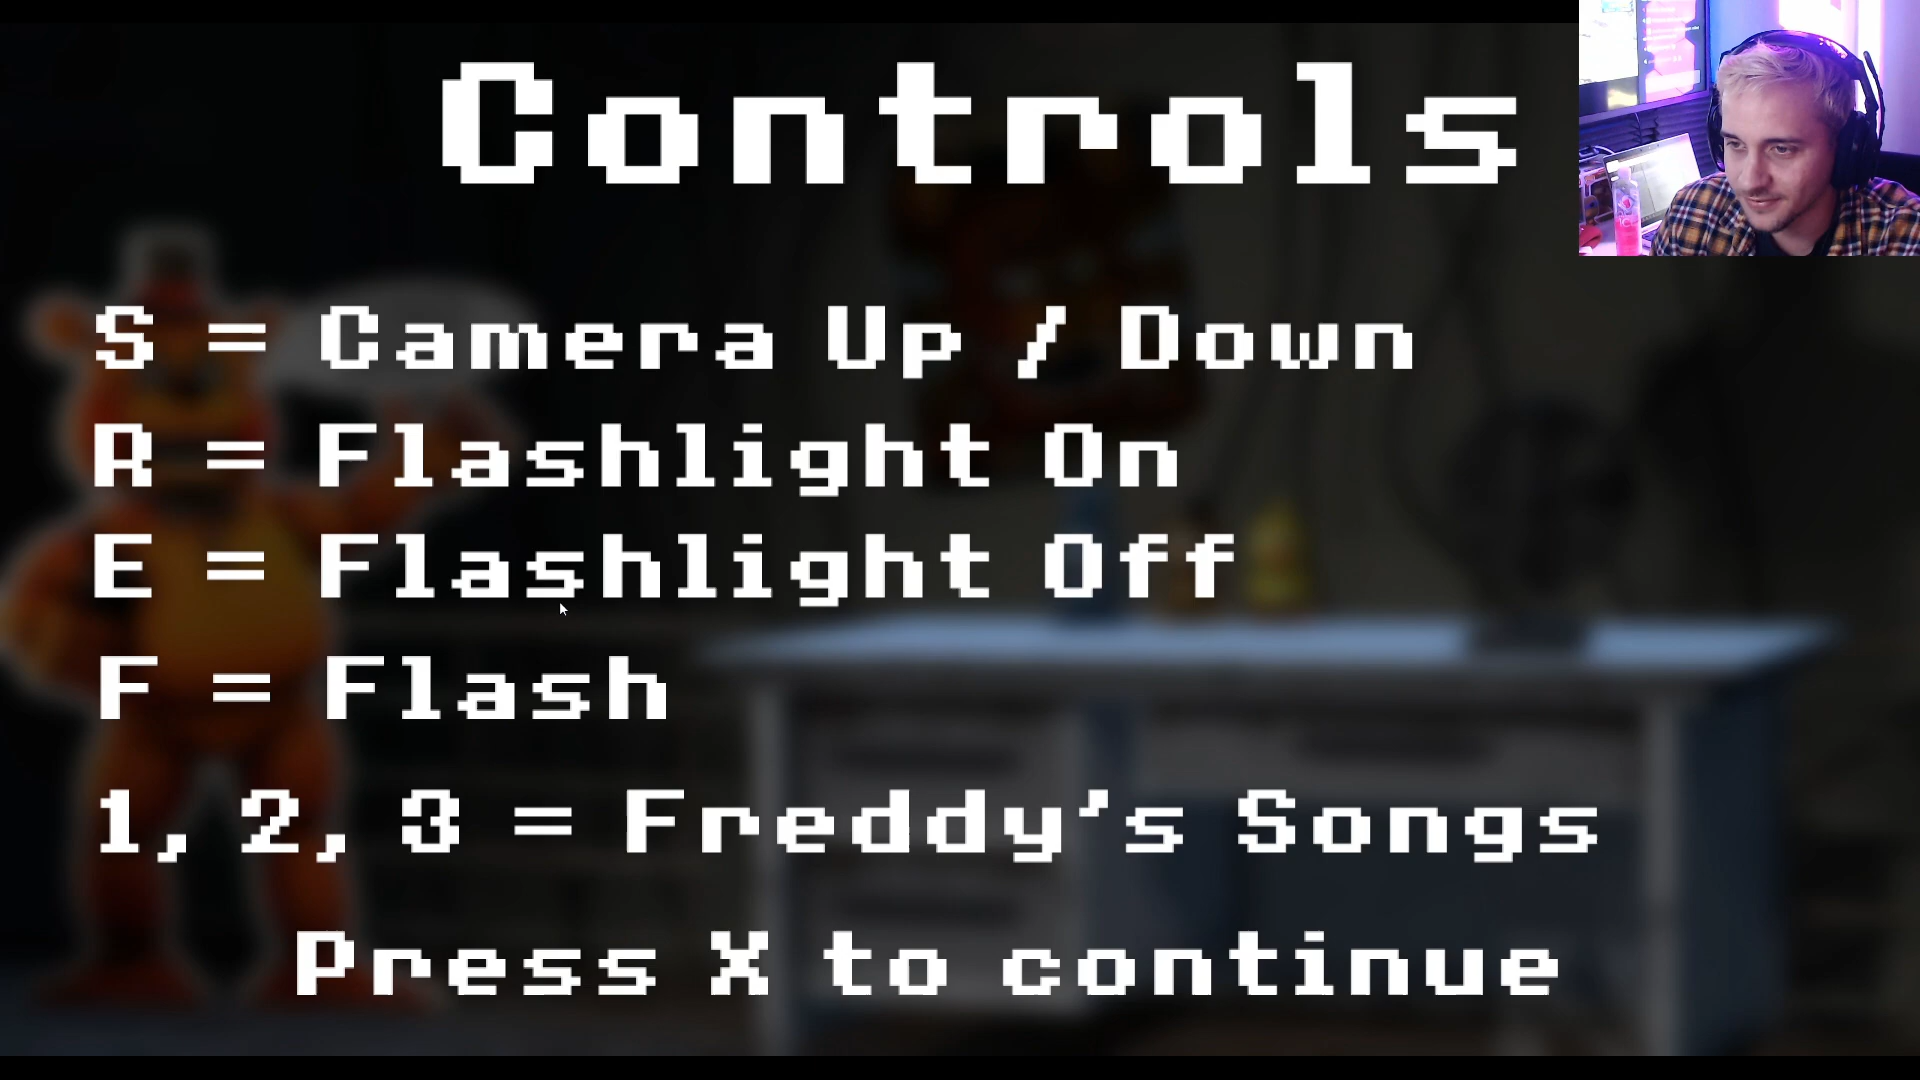 Controls
S = Camera Up / Down
R = Flashlight On
E = Flashlight Off
F = Flash
1, 2, 3 = Freddy's Songs
Press X to continue